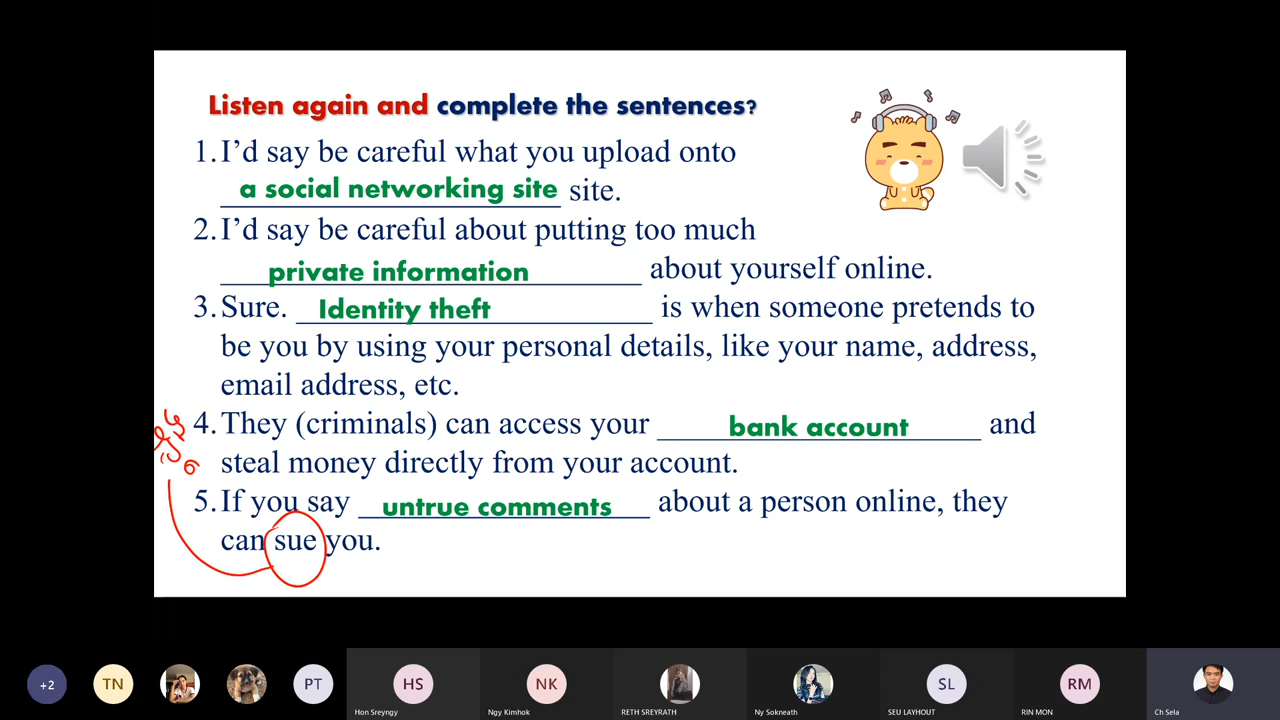 Listen again and complete the sentences?
1. I'd say be careful what you upload onto
a social networking site site.
2. I'd say be careful about putting too much
private information about yourself online.
3. Sure. Identity theft is when someone pretends to
be you by using your personal details, like your name, address,
email address, etc.
4. They (criminals) can access your bank account and
steal money directly from your account.
5. If you say untrue comments about a person online, they
can sue you.
+2 TN PT HS NK SL RM
Hon Sreyngy Ngy Kimhok RETH SREYRATH Ny Sokneath SEU LAYHOUT RIN MON Ch Sela